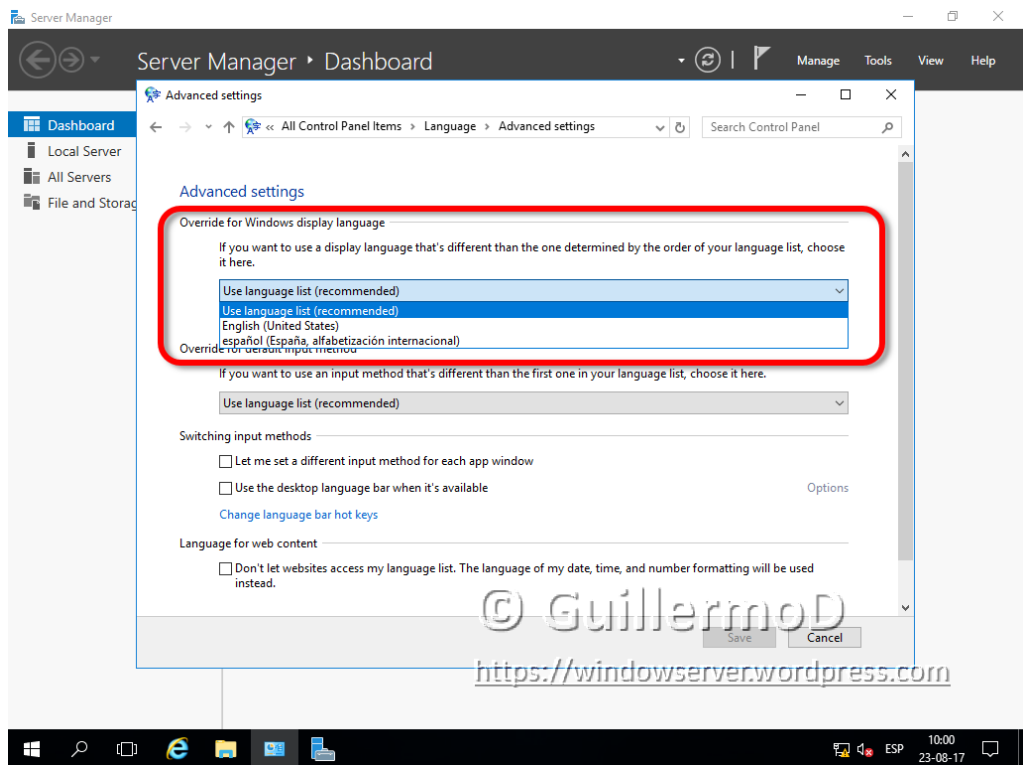 Server Manager
Server Manager ‣ Dashboard
Manage Tools View Help
Advanced settings
« All Control Panel Items › Language › Advanced settings
Search Control Panel
Dashboard
Local Server
All Servers
File and Storag
Advanced settings
Override for Windows display language
If you want to use a display language that's different than the one determined by the order of your language list, choose
it here.
Use language list (recommended)
Use language list (recommended)
English (United States)
español (España, alfabetización internacional)
Override for default input method
If you want to use an input method that's different than the first one in your language list, choose it here.
Use language list (recommended)
Switching input methods
Let me set a different input method for each app window
Use the desktop language bar when it's available
Options
Change language bar hot keys
Language for web content
Don't let websites access my language list. The language of my date, time, and number formatting will be used
instead.
© GuillermoD
Save Cancel
https://windowserver.wordpress.com
ESP
10:00
23-08-17